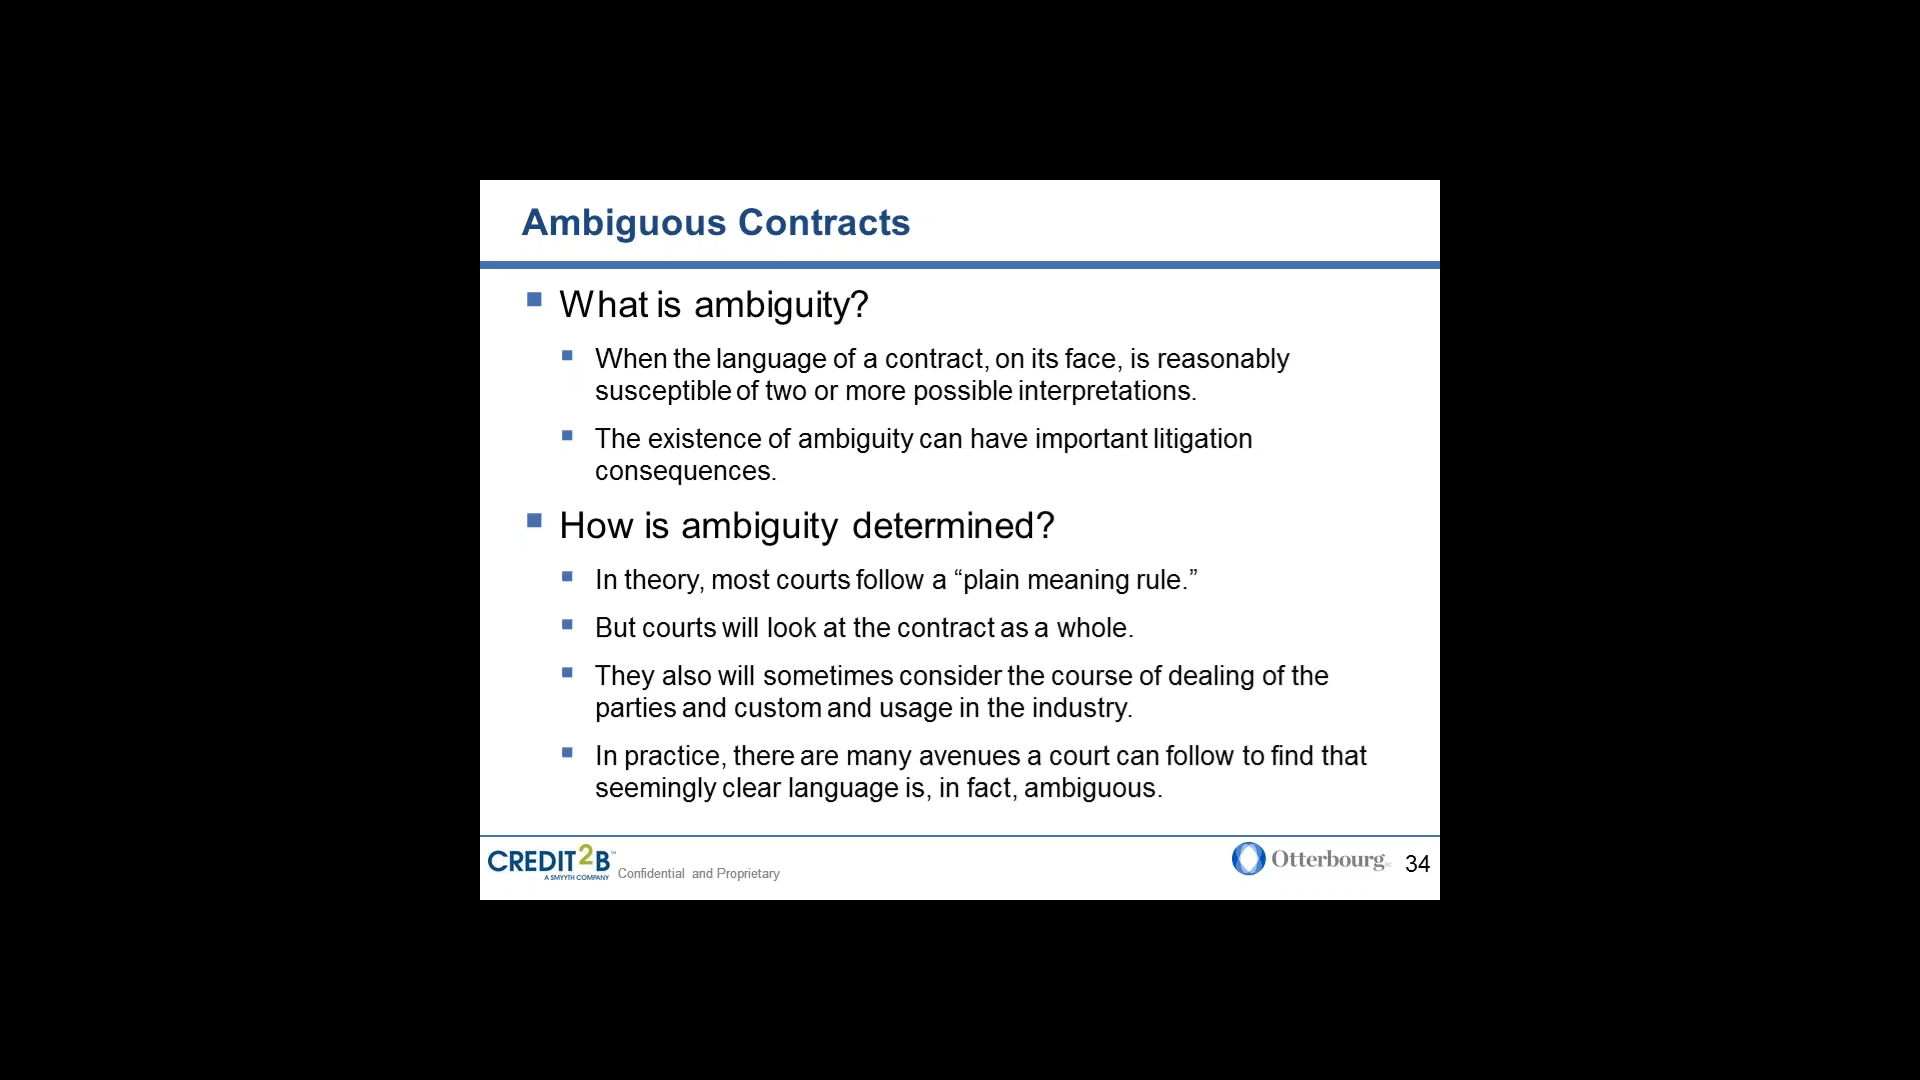 Ambiguous Contracts
What is ambiguity?
When the language of a contract, on its face, is reasonably
susceptible of two or more possible interpretations.
The existence of ambiguity can have important litigation
consequences.
How is ambiguity determined?
In theory, most courts follow a “plain meaning rule.”
But courts will look at the contract as a whole.
They also will sometimes consider the course of dealing of the
parties and custom and usage in the industry.
In practice, there are many avenues a court can follow to find that
seemingly clear language is, in fact, ambiguous.
CREDIT2B™
A SMYYTH COMPANY
Confidential and Proprietary
Otterbourg
34